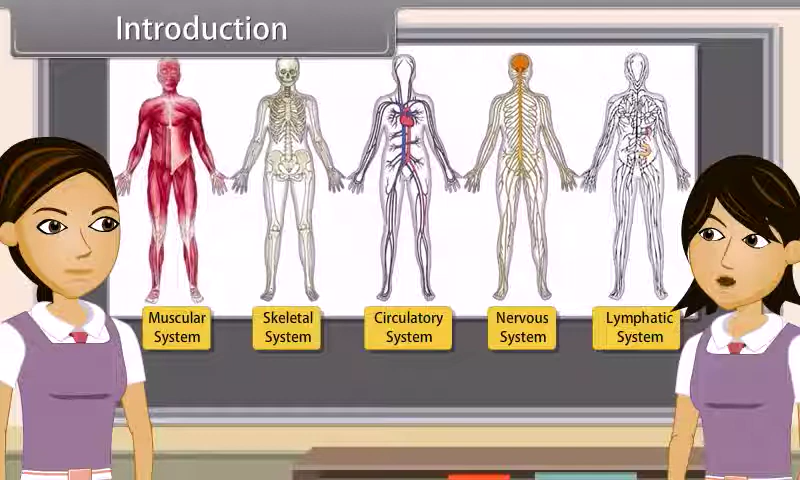 Introduction
Muscular
System
Skeletal
System
Circulatory
System
Nervous
System
Lymphatic
System